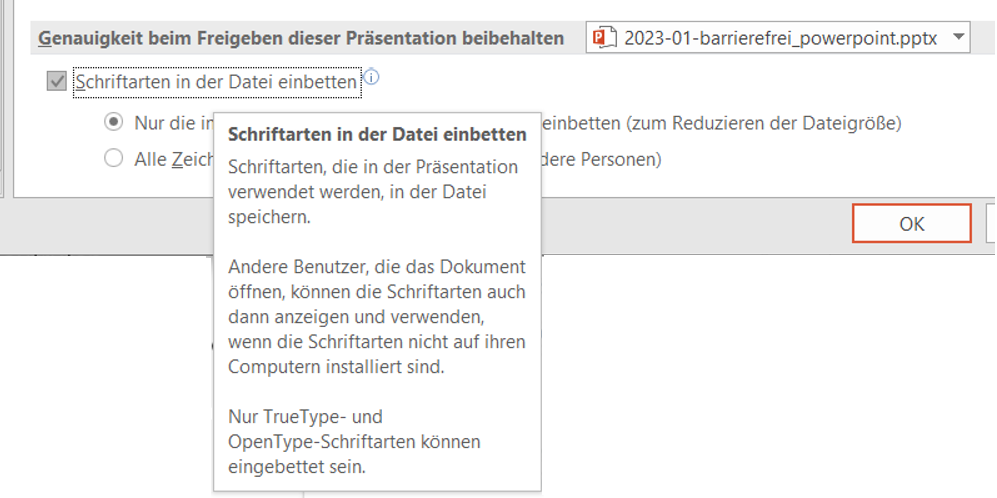 Genauigkeit beim Freigeben dieser Präsentation beibehalten 2023-01-barrierefrei_powerpoint.pptx
Schriftarten in der Datei einbetten
Nur die in einbetten (zum Reduzieren der Dateigröße)
Alle Zeich dere Personen)
Schriftarten in der Datei einbetten
Schriftarten, die in der Präsentation
verwendet werden, in der Datei
speichern.
Andere Benutzer, die das Dokument
öffnen, können die Schriftarten auch
dann anzeigen und verwenden,
wenn die Schriftarten nicht auf ihren
Computern installiert sind.
Nur TrueType- und
OpenType-Schriftarten können
eingebettet sein.
OK